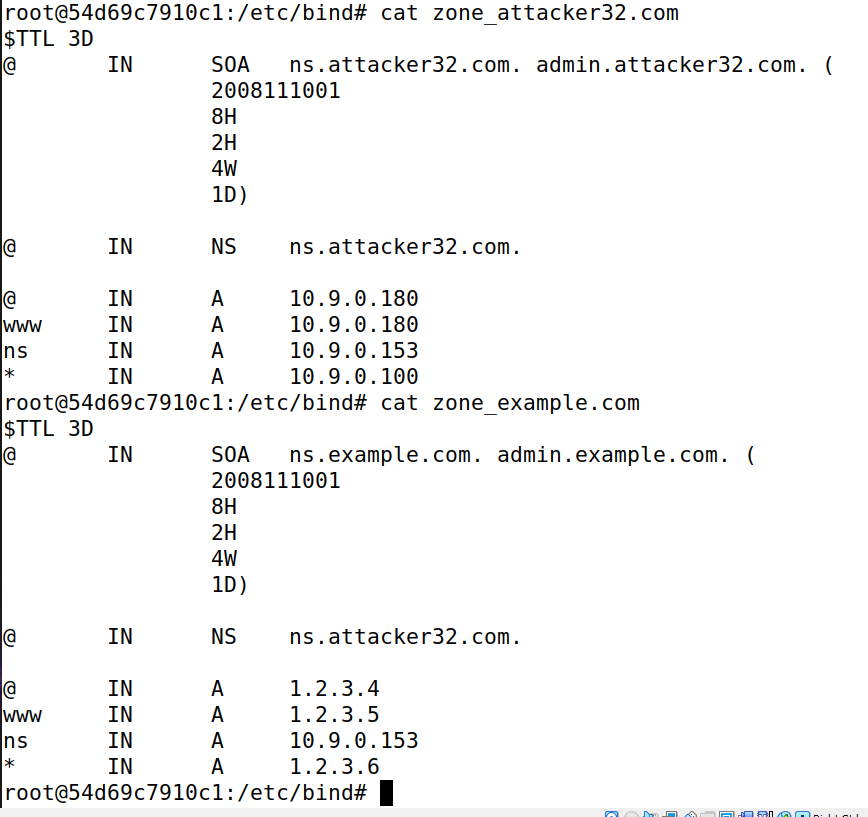 root@54d69c7910c1:/etc/bind# cat zone_attacker32.com
$TTL 3D
@ IN SOA ns.attacker32.com. admin.attacker32.com. (
2008111001
8H
2H
4W
1D)
@ IN NS ns.attacker32.com.
@ IN A 10.9.0.180
www IN A 10.9.0.180
ns IN A 10.9.0.153
* IN A 10.9.0.100
root@54d69c7910c1:/etc/bind# cat zone_example.com
$TTL 3D
@ IN SOA ns.example.com. admin.example.com. (
2008111001
8H
2H
4W
1D)
@ IN NS ns.attacker32.com.
@ IN A 1.2.3.4
www IN A 1.2.3.5
ns IN A 10.9.0.153
* IN A 1.2.3.6
root@54d69c7910c1:/etc/bind#